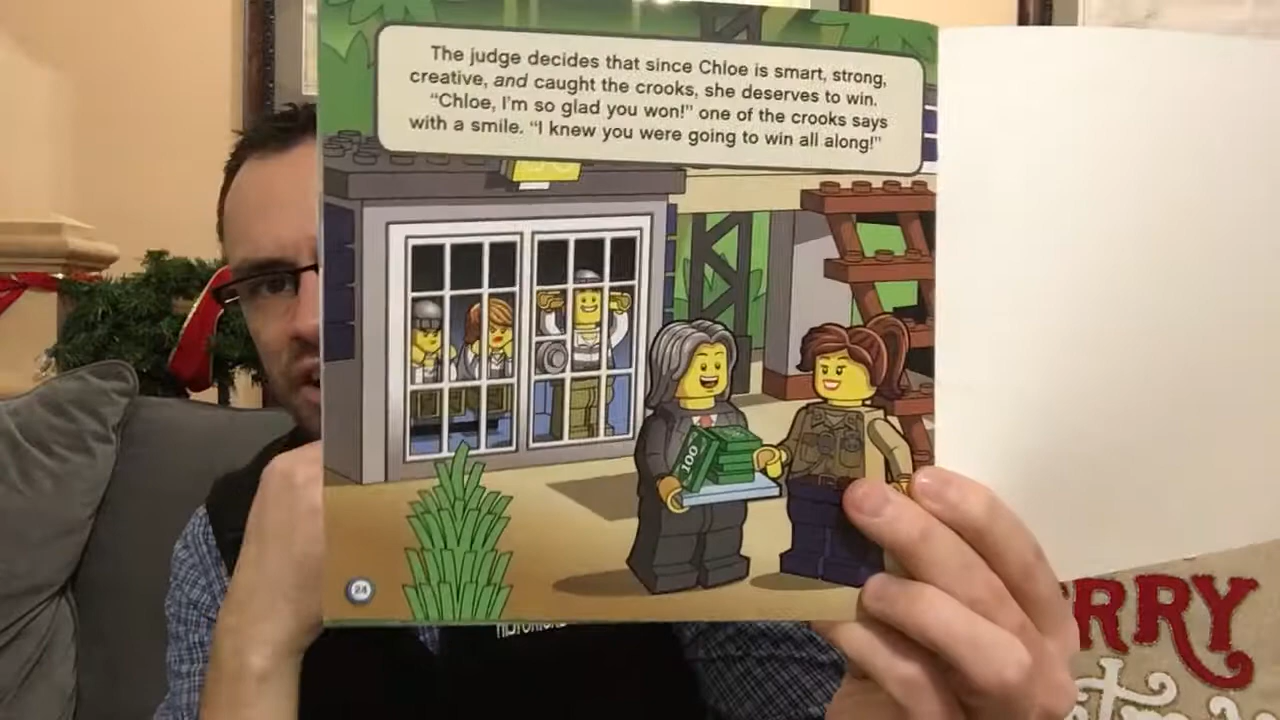 The judge decides that since Chloe is smart, strong,
creative, and caught the crooks, she deserves to win.
"Chloe, I'm so glad you won!" one of the crooks says
with a smile. "I knew you were going to win all along!"
100
24
RRY